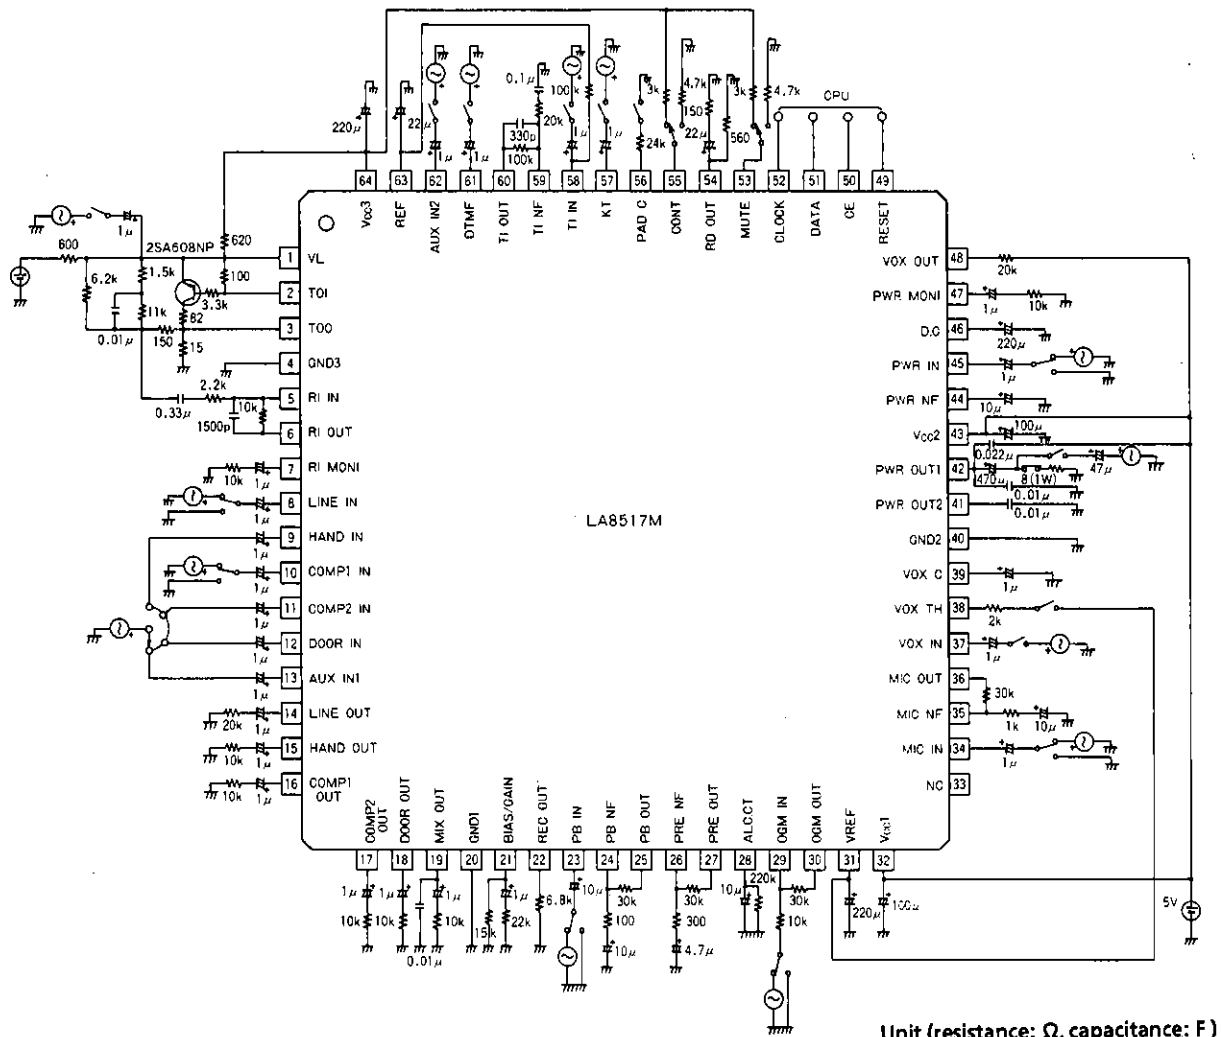 CPU
3k
4.7k
3k
4.7k
0.1μ
100k
150
220μ
22μ
20k
330p
1μ
1μ
100k
1μ
1μ
24k
22μ
560
64 63 62 61 60 59 58 57 56 55 54 53 52 51 50 49
Vcc3
REF
AUX IN2
DTMF
TI OUT
TI NF
TI IN
KT
PAD C
CONT
RD OUT
MUTE
CLOCK
DATA
CE
RESET
1μ
2SA608NP
620
600
6.2k
1.5k
100
3.3k
11k
82
0.01μ
150
15
2.2k
0.33μ
10k
1500p
1 VL
2 TOI
3 TOO
4 GND3
5 RI IN
6 RI OUT
7 RI MONI
10k
1μ
8 LINE IN
1μ
9 HAND IN
1μ
10 COMP1 IN
1μ
11 COMP2 IN
1μ
12 DOOR IN
1μ
13 AUX IN1
1μ
14 LINE OUT
20k
1μ
15 HAND OUT
10k
1μ
16 COMP1 OUT
10k
1μ
LA8517M
VOX OUT 48
20k
PWR MONI 47
1μ
10k
D.C 46
220μ
PWR IN 45
1μ
PWR NF 44
10μ
Vcc2 43
100μ
0.022μ
PWR OUT1 42
470μ
8(1W)
47μ
0.01μ
PWR OUT2 41
0.01μ
GND2 40
VOX C 39
1μ
VOX TH 38
2k
VOX IN 37
1μ
MIC OUT 36
30k
MIC NF 35
1k
10μ
MIC IN 34
1μ
NC 33
COMP2 OUT
DOOR OUT
MIX OUT
GND1
BIAS/GAIN
REC OUT
PB IN
PB NF
PB OUT
PRE NF
PRE OUT
ALC.CT
OGM IN
OGM OUT
VREF
Vcc1
17 18 19 20 21 22 23 24 25 26 27 28 29 30 31 32
1μ
1μ
1μ
1μ
6.8k
10μ
30k
30k
10μ
220k
30k
10k
10k
10k
15k
22k
100
300
10k
220μ
100μ
5V
0.01μ
10μ
4.7μ
Unit (resistance: Ω, capacitance: F)